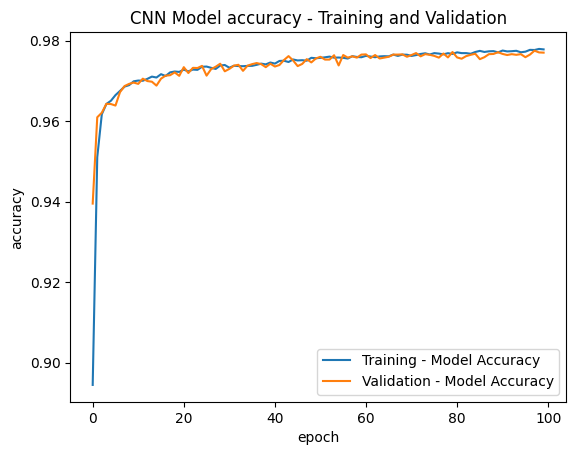 CNN Model accuracy - Training and Validation
0.98
0.96
0.94
0.92
0.90
accuracy
Training - Model Accuracy
Validation - Model Accuracy
0 20 40 60 80 100
epoch